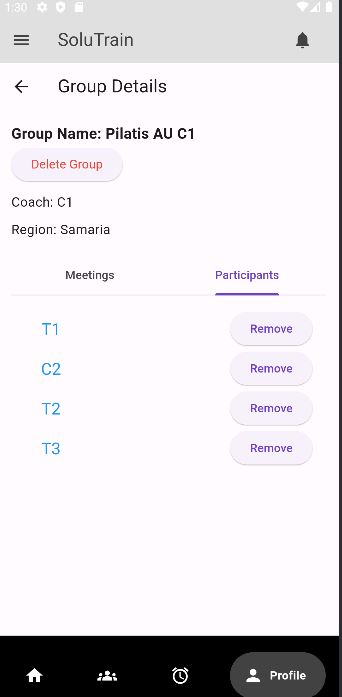 1:30
SoluTrain
Group Details
Group Name: Pilatis AU C1
Delete Group
Coach: C1
Region: Samaria
Meetings Participants
T1 Remove
C2 Remove
T2 Remove
T3 Remove
Profile